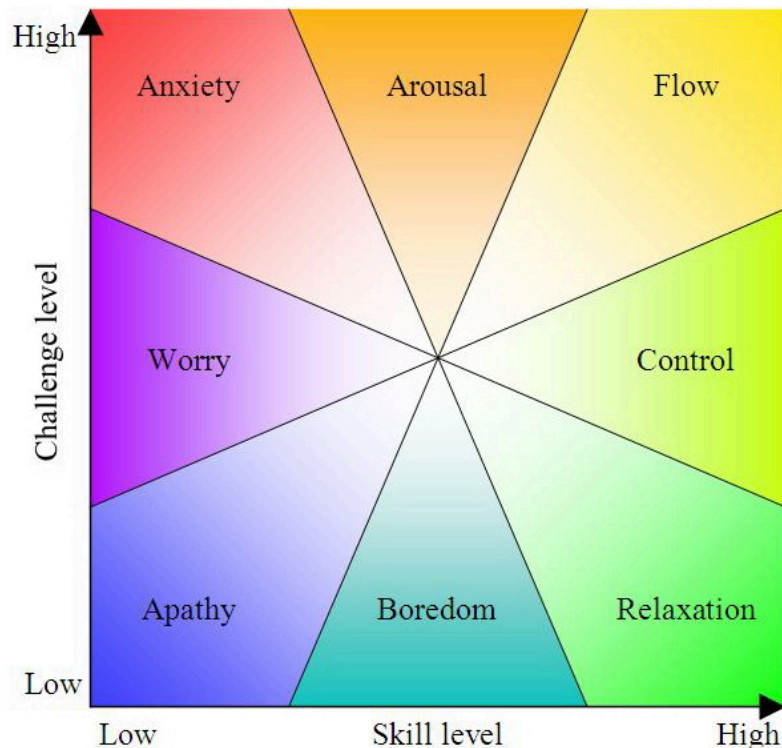 High
Anxiety
Arousal
Flow
Challenge level
Worry
Control
Apathy
Boredom
Relaxation
Low
Low
Skill level
High